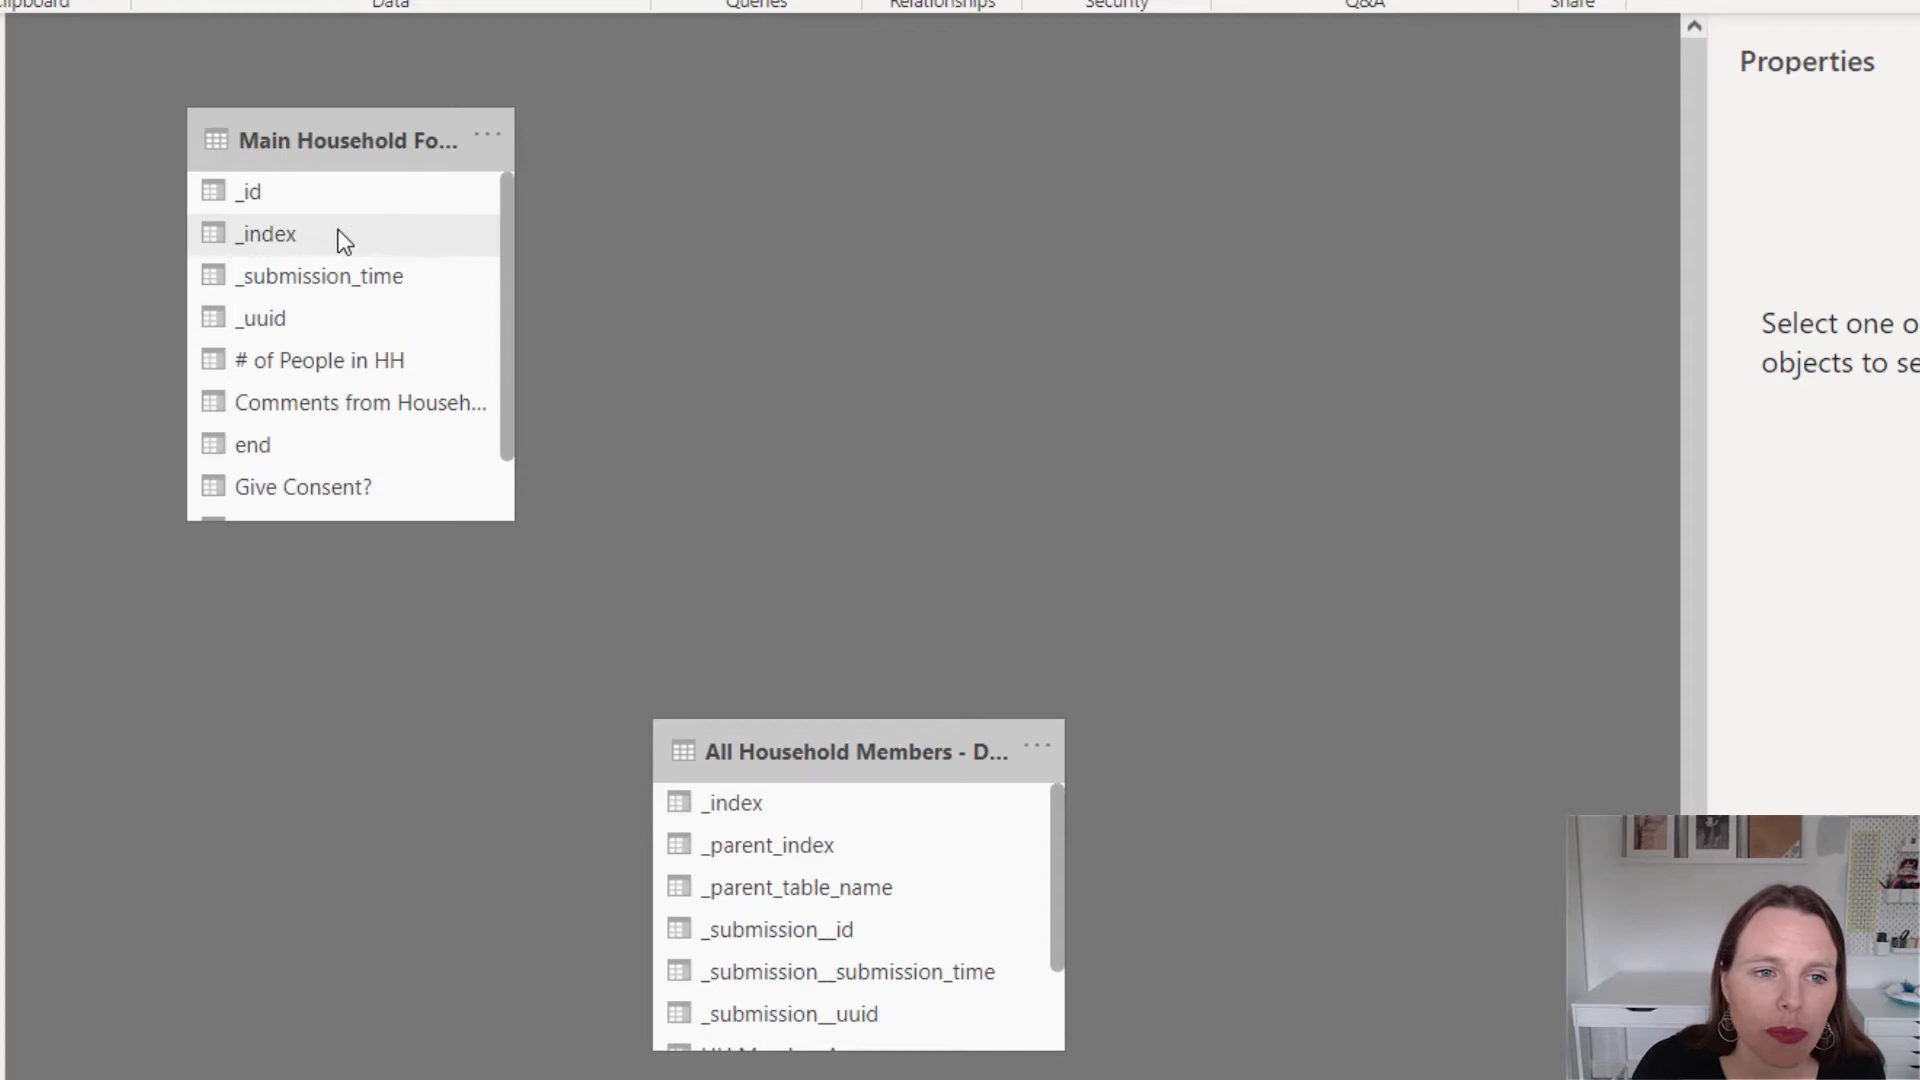 Clipboard Data Queries Relationships Security Q&A Share
Properties
Main Household Fo...
_id
_index
_submission_time
_uuid
# of People in HH
Comments from Househ...
end
Give Consent?
Select one o
objects to se
All Household Members - D...
_index
_parent_index
_parent_table_name
_submission__id
_submission__submission_time
_submission__uuid